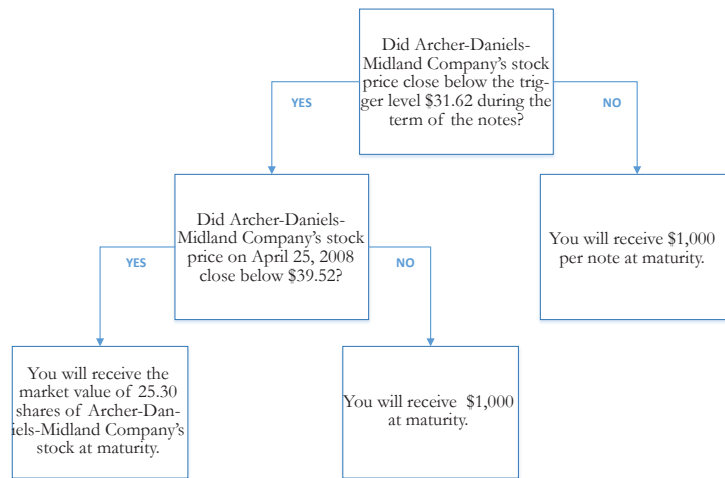 Did Archer-Daniels-
Midland Company's stock
price close below the trig-
ger level $31.62 during the
term of the notes?
YES
NO
Did Archer-Daniels-
Midland Company's stock
price on April 25, 2008
close below $39.52?
You will receive $1,000
per note at maturity.
YES
NO
You will receive the
market value of 25.30
shares of Archer-Dan-
iels-Midland Company's
stock at maturity.
You will receive $1,000
at maturity.